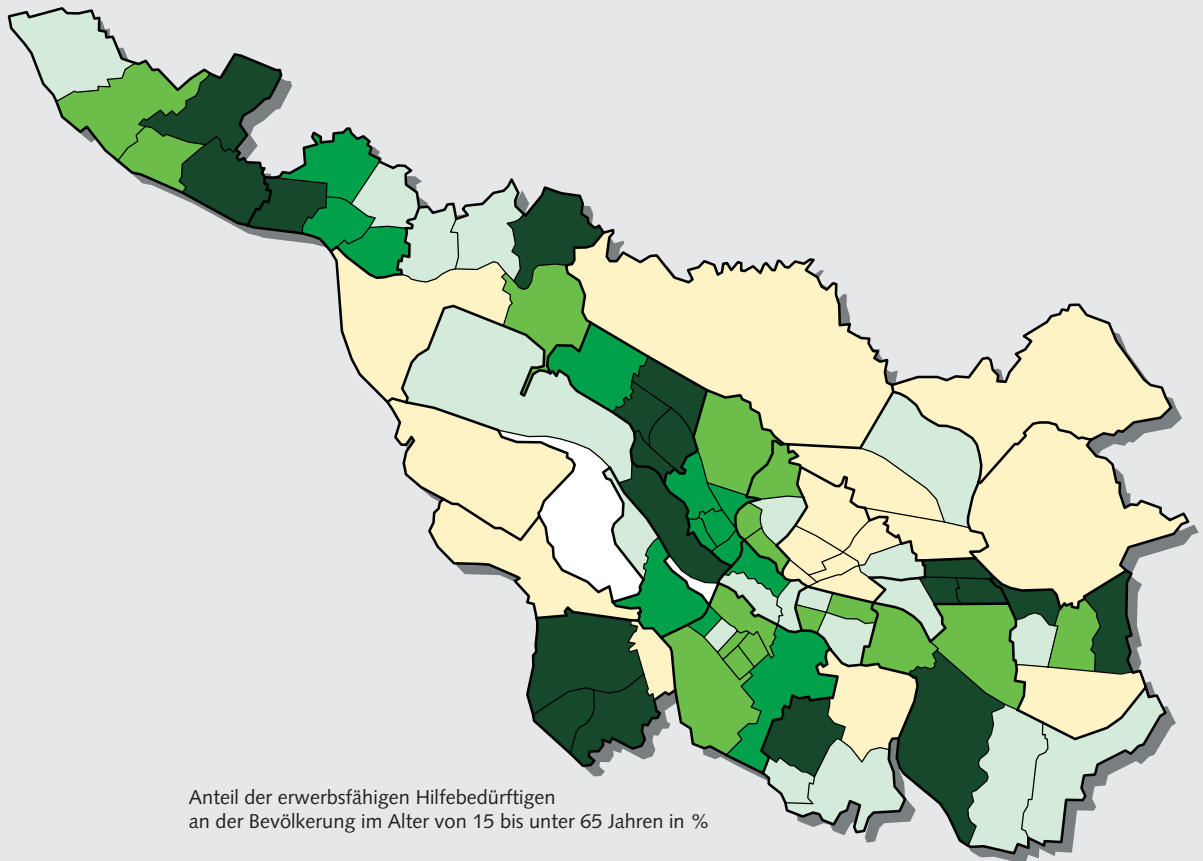 Anteil der erwerbsfähigen Hilfebedürftigen
an der Bevölkerung im Alter von 15 bis unter 65 Jahren in %